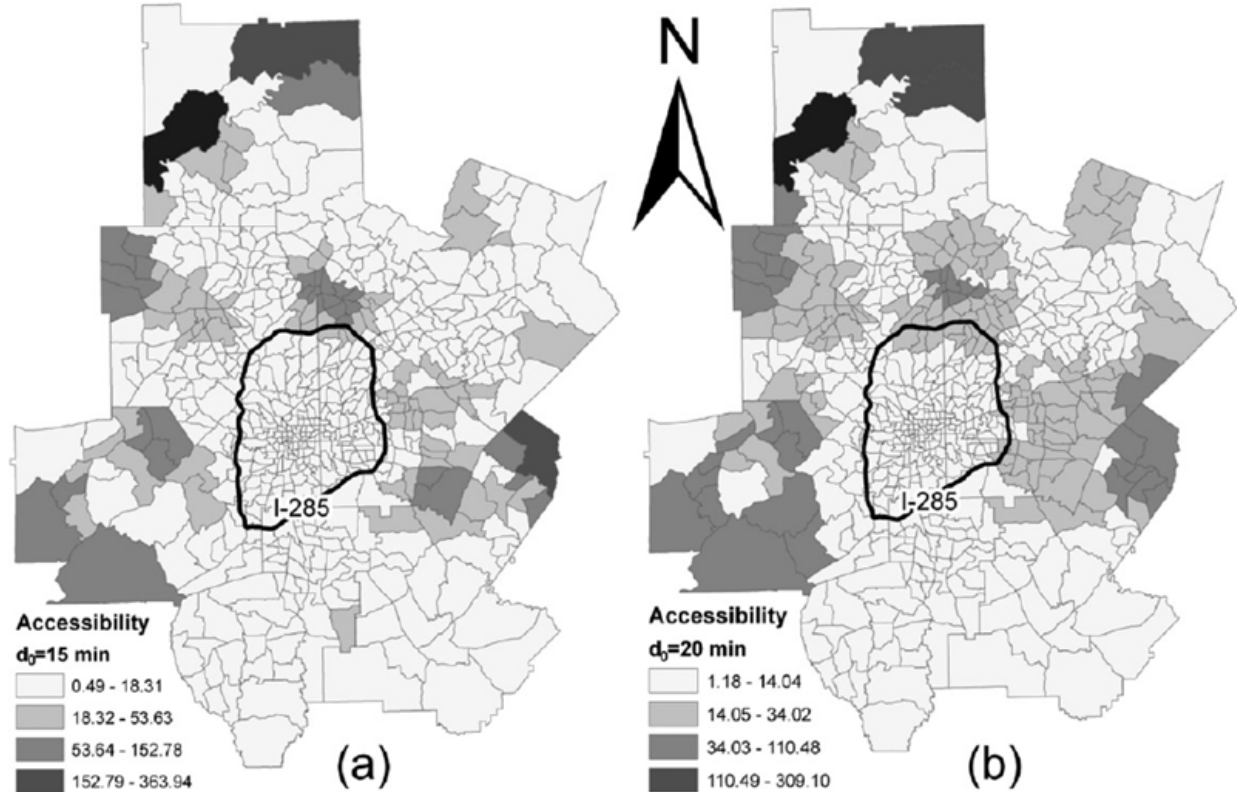 N
I-285
Accessibility
d₀=15 min
0.49 - 18.31
18.32 - 53.63
53.64 - 152.78
152.79 - 363.94
(a)
I-285
Accessibility
d₀=20 min
1.18 - 14.04
14.05 - 34.02
34.03 - 110.48
110.49 - 309.10
(b)